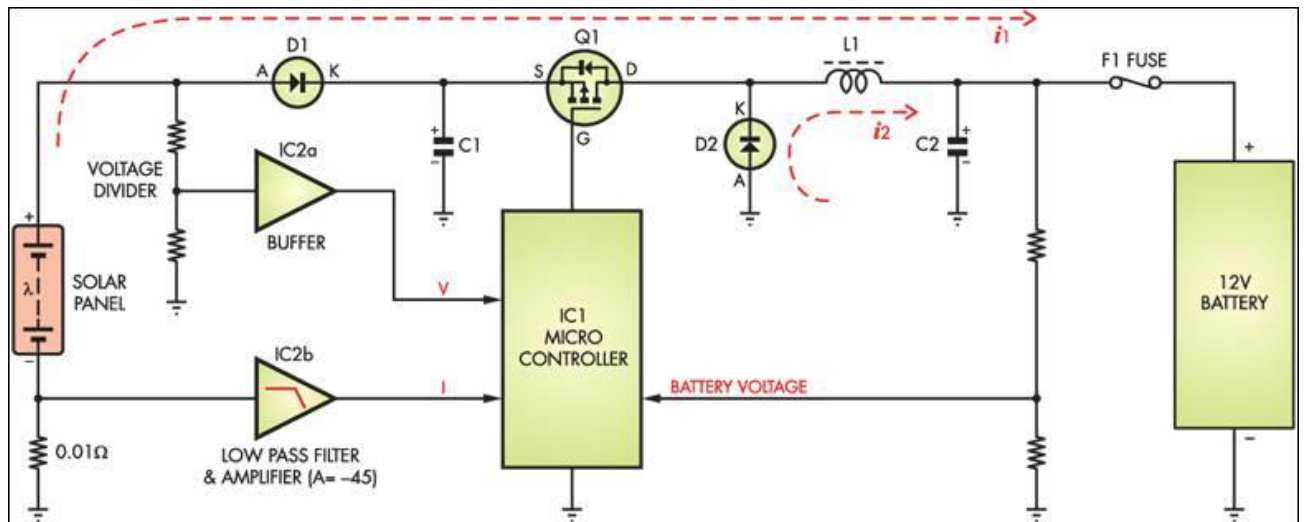 i1
D1
A
K
Q1
S
D
G
L1
F1 FUSE
i2
K
D2
A
+
–
C1
+
–
C2
VOLTAGE
DIVIDER
IC2a
BUFFER
+
λ
–
SOLAR
PANEL
V
IC1
MICRO
CONTROLLER
+
12V
BATTERY
–
IC2b
I
BATTERY VOLTAGE
0.01Ω
LOW PASS FILTER
& AMPLIFIER (A= –45)